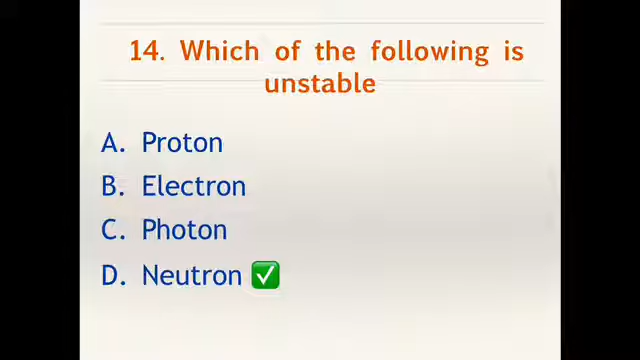 14. Which of the following is
unstable
A. Proton
B. Electron
C. Photon
D. Neutron ✅